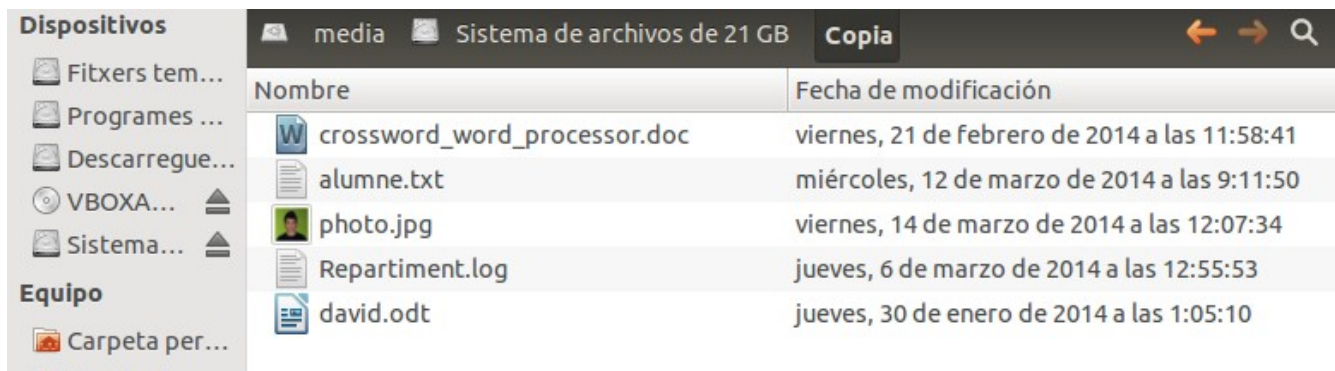 Dispositivos
Fitxers tem...
Programes ...
Descarregue...
VBOXA...
Sistema...
Equipo
Carpeta per...
media Sistema de archivos de 21 GB Copia
Nombre Fecha de modificación
W crossword_word_processor.doc viernes, 21 de febrero de 2014 a las 11:58:41
alumne.txt miércoles, 12 de marzo de 2014 a las 9:11:50
photo.jpg viernes, 14 de marzo de 2014 a las 12:07:34
Repartiment.log jueves, 6 de marzo de 2014 a las 12:55:53
david.odt jueves, 30 de enero de 2014 a las 1:05:10